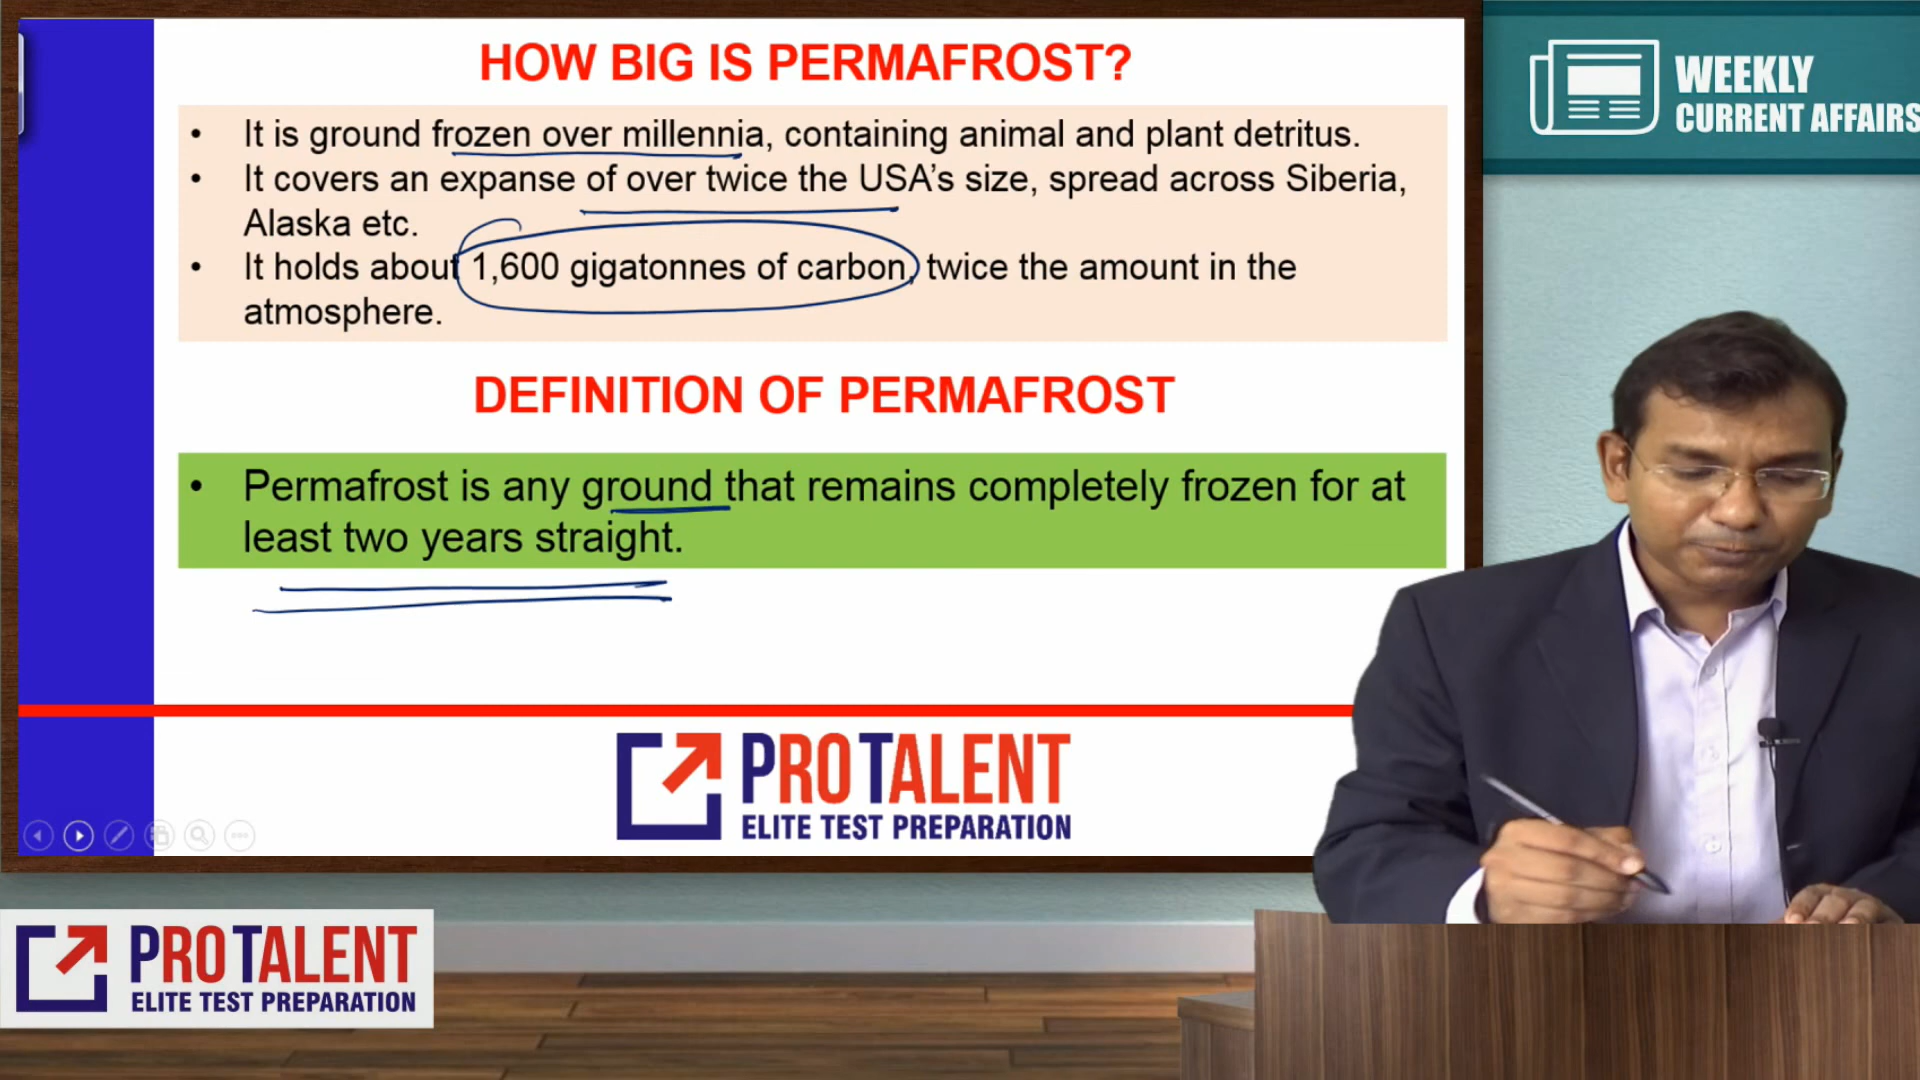 HOW BIG IS PERMAFROST?
• It is ground frozen over millennia, containing animal and plant detritus.
• It covers an expanse of over twice the USA’s size, spread across Siberia,
Alaska etc.
• It holds about 1,600 gigatonnes of carbon, twice the amount in the
atmosphere.
DEFINITION OF PERMAFROST
• Permafrost is any ground that remains completely frozen for at
least two years straight.
PROTALENT
ELITE TEST PREPARATION
WEEKLY
CURRENT AFFAIRS
PROTALENT
ELITE TEST PREPARATION